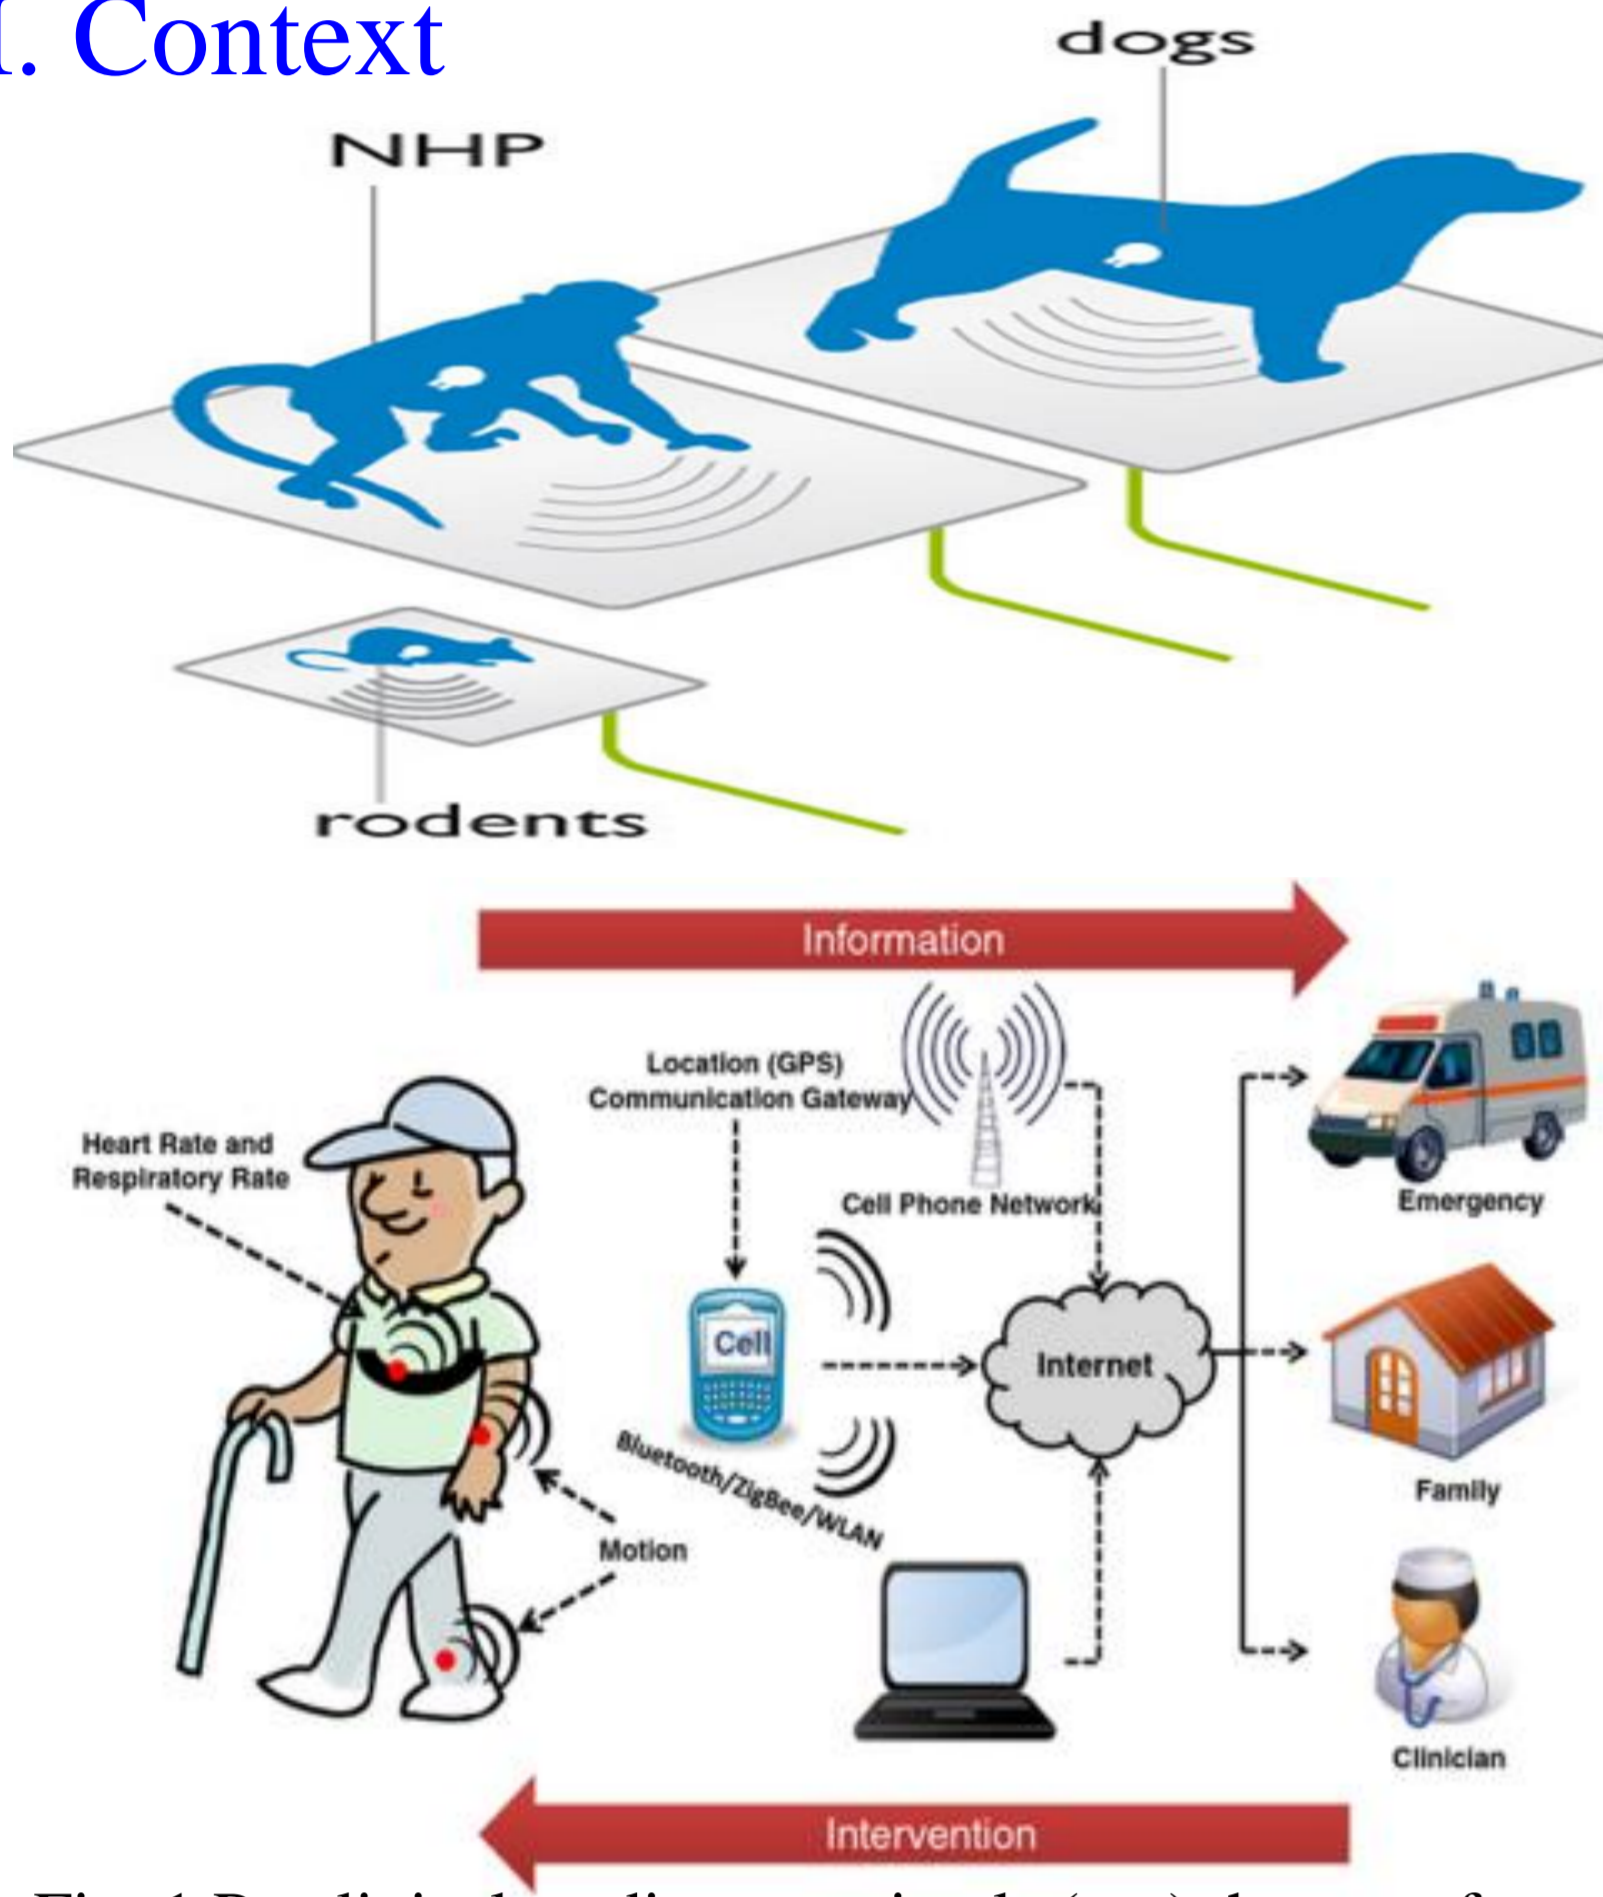 I. Context
dogs
NHP
rodents
Information
Location (GPS)
Communication Gateway
Heart Rate and
Respiratory Rate
Cell Phone Network
Emergency
Cell
Internet
Bluetooth/ZigBee/WLAN
Family
Motion
Clinician
Intervention